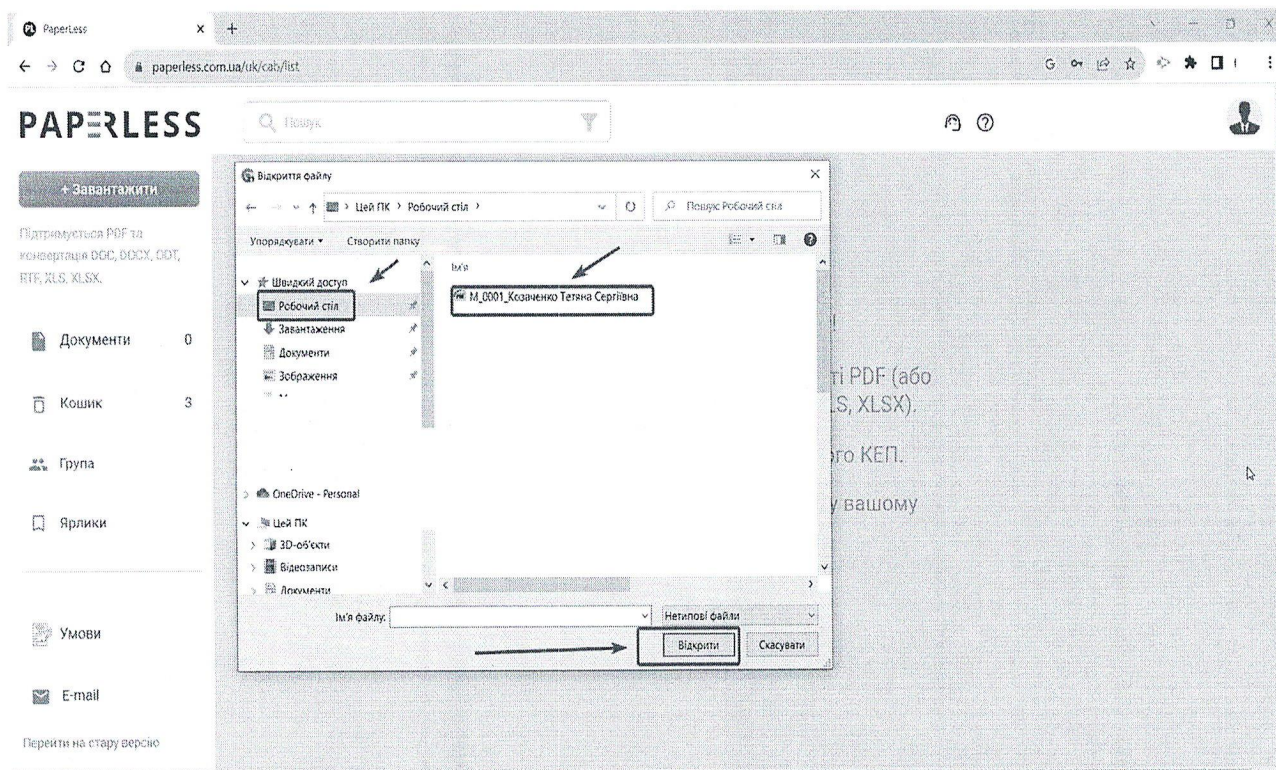 PaperLess
paperless.com.ua/uk/cab/list
PAPERLESS
Пошук
+ Завантажити
Підтримується PDF та
конвертація DOC, DOCX, ODT,
RTF, XLS, XLSX.
Документи 0
Кошик 3
Група
Ярлики
Умови
E-mail
Перейти на стару версію
Відкриття файлу
Цей ПК > Робочий стіл >
Пошук: Робочий стіл
Упорядкувати
Створити папку
Швидкий доступ
Робочий стіл
Завантаження
Документи
Зображення
OneDrive - Personal
Цей ПК
3D-об'єкти
Відеозаписи
Документи
Ім'я
М_0001_Козаченко Тетяна Сергіївна
Ім'я файлу:
Нетипові файли
Відкрити
Скасувати
ті PDF (або
LS, XLSX).
ого КЕП.
у вашому